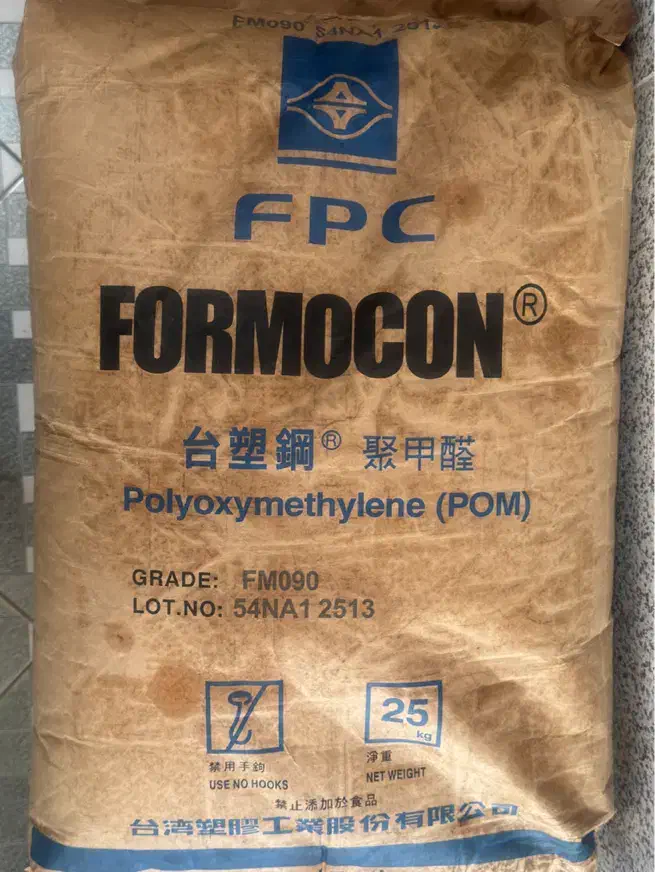 FM090 54NA1 251
FPC
FORMOCON®
台塑鋼® 聚甲醛
Polyoxymethylene (POM)
GRADE: FM090
LOT.NO: 54NA1 2513
25
kg
禁用手鉤
USE NO HOOKS
淨重
NET WEIGHT
禁止添加於食品
台湾塑膠工業股份有限公司